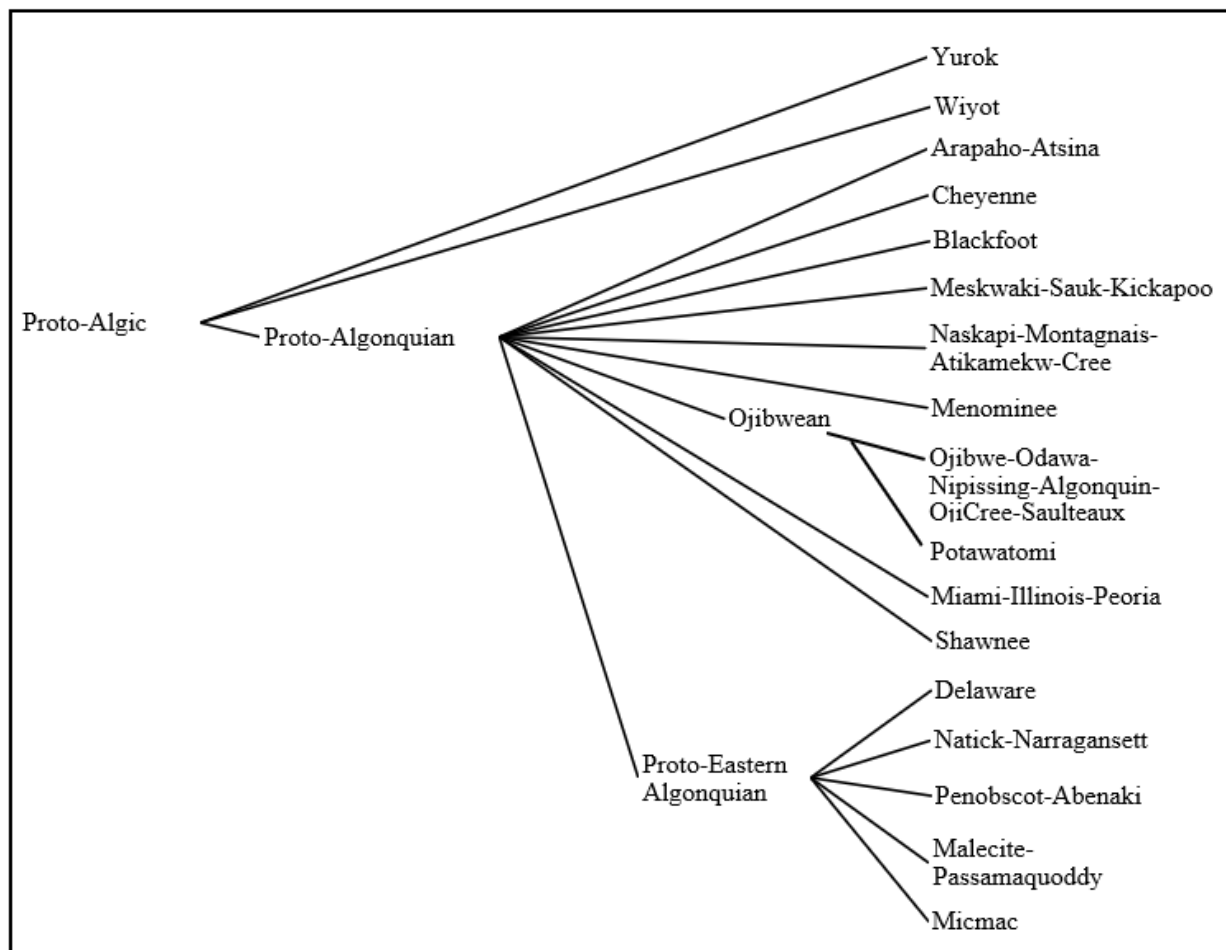 Yurok
Wiyot
Arapaho-Atsina
Cheyenne
Blackfoot
Meskwaki-Sauk-Kickapoo
Proto-Algic
Proto-Algonquian
Naskapi-Montagnais-
Atikamekw-Cree
Menominee
Ojibwean
Ojibwe-Odawa-
Nipissing-Algonquin-
OjiCree-Saulteaux
Potawatomi
Miami-Illinois-Peoria
Shawnee
Delaware
Natick-Narragansett
Proto-Eastern
Algonquian
Penobscot-Abenaki
Malecite-
Passamaquoddy
Micmac